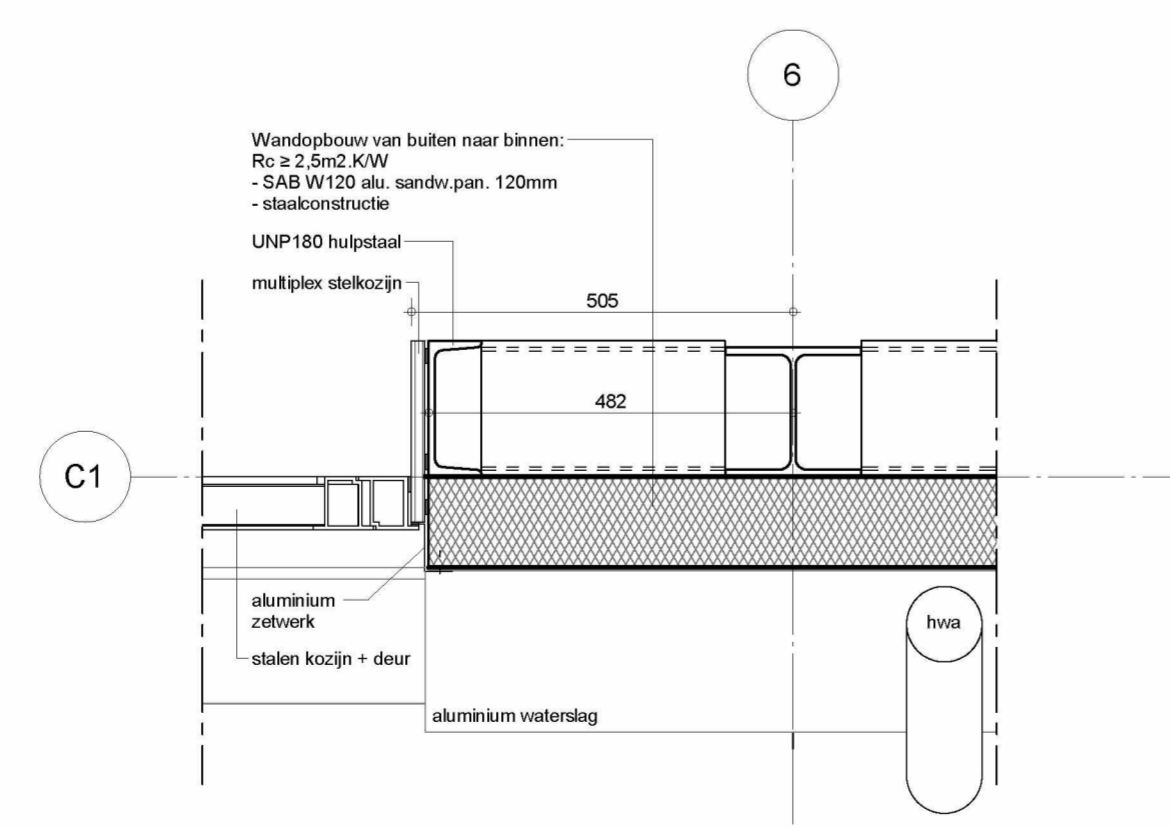 6
Wandopbouw van buiten naar binnen:
Rc ≥ 2,5m2.K/W
- SAB W120 alu. sandw.pan. 120mm
- staalconstructie
UNP180 hulpstaal
multiplex stelkozijn
505
482
C1
aluminium
zetwerk
hwa
stalen kozijn + deur
aluminium waterslag